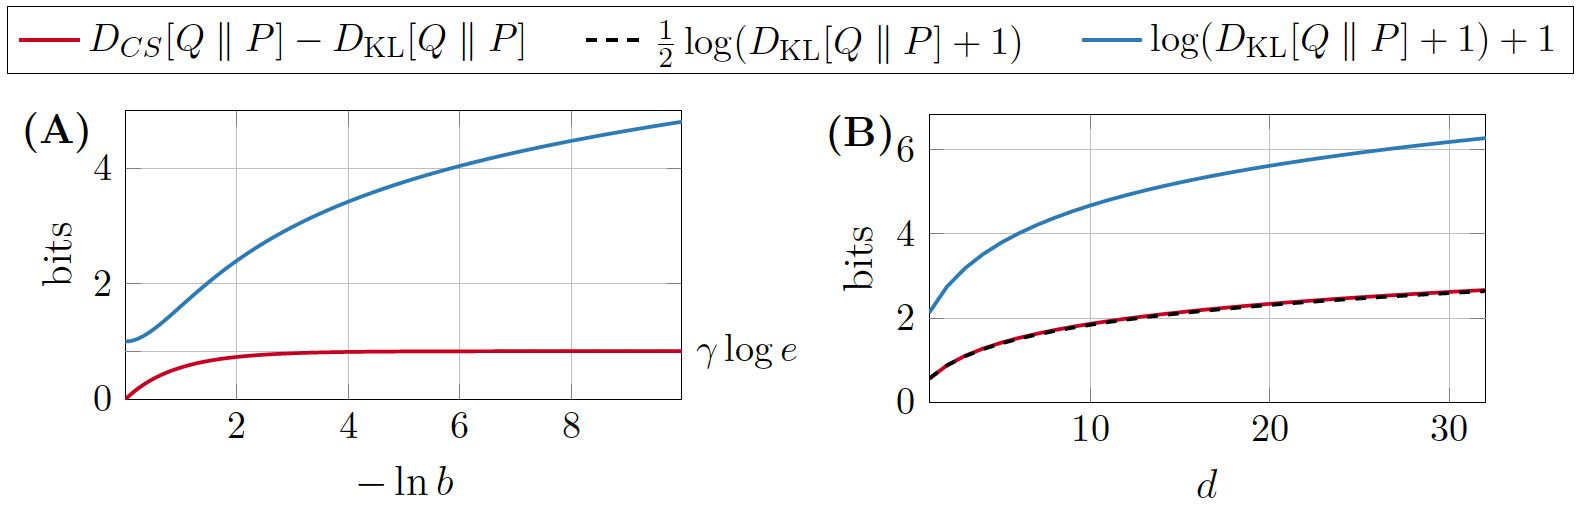 D_{CS}[Q ∥ P] − D_{KL}[Q ∥ P]   ½ log(D_{KL}[Q ∥ P] + 1)   log(D_{KL}[Q ∥ P] + 1) + 1
(A)
4
2
0
bits
2 4 6 8
− ln b
γ log e
(B)
6
4
2
0
bits
10 20 30
d